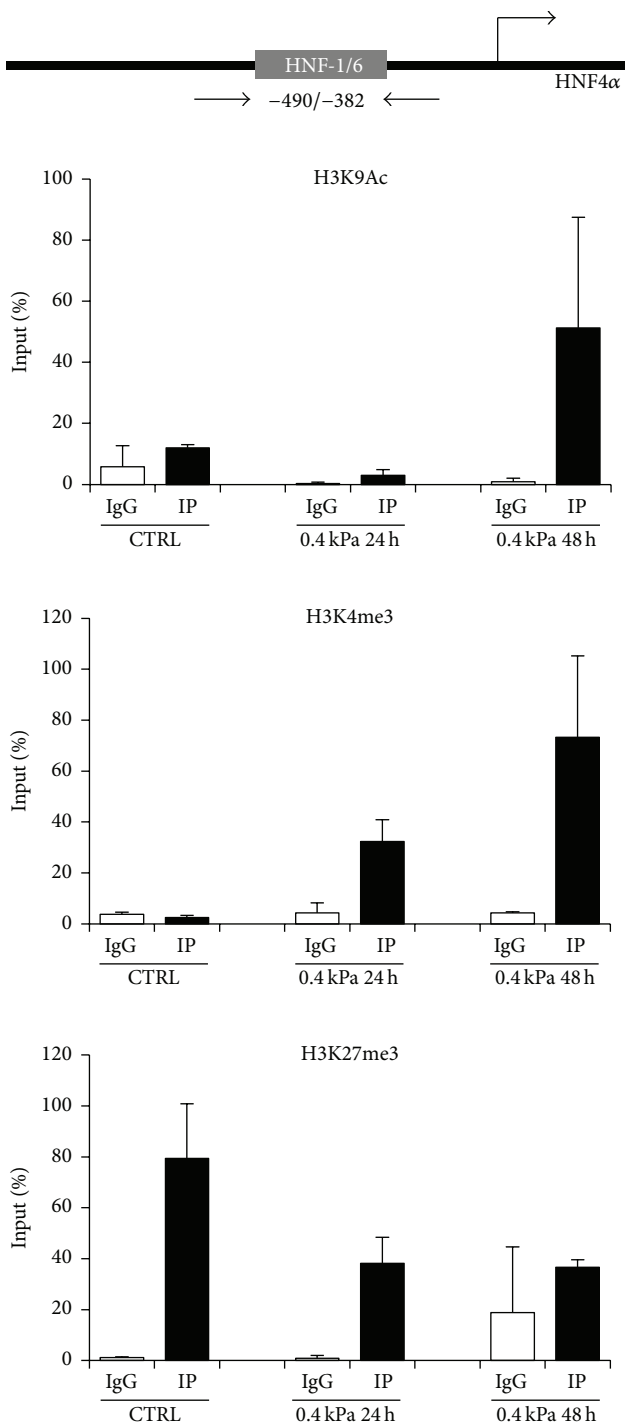 HNF-1/6
HNF4α
−490/−382
H3K9Ac
100
80
60
40
20
0
Input (%)
IgG IP IgG IP IgG IP
CTRL 0.4 kPa 24 h 0.4 kPa 48 h
H3K4me3
120
100
80
60
40
20
0
Input (%)
IgG IP IgG IP IgG IP
CTRL 0.4 kPa 24 h 0.4 kPa 48 h
H3K27me3
120
100
80
60
40
20
0
Input (%)
IgG IP IgG IP IgG IP
CTRL 0.4 kPa 24 h 0.4 kPa 48 h